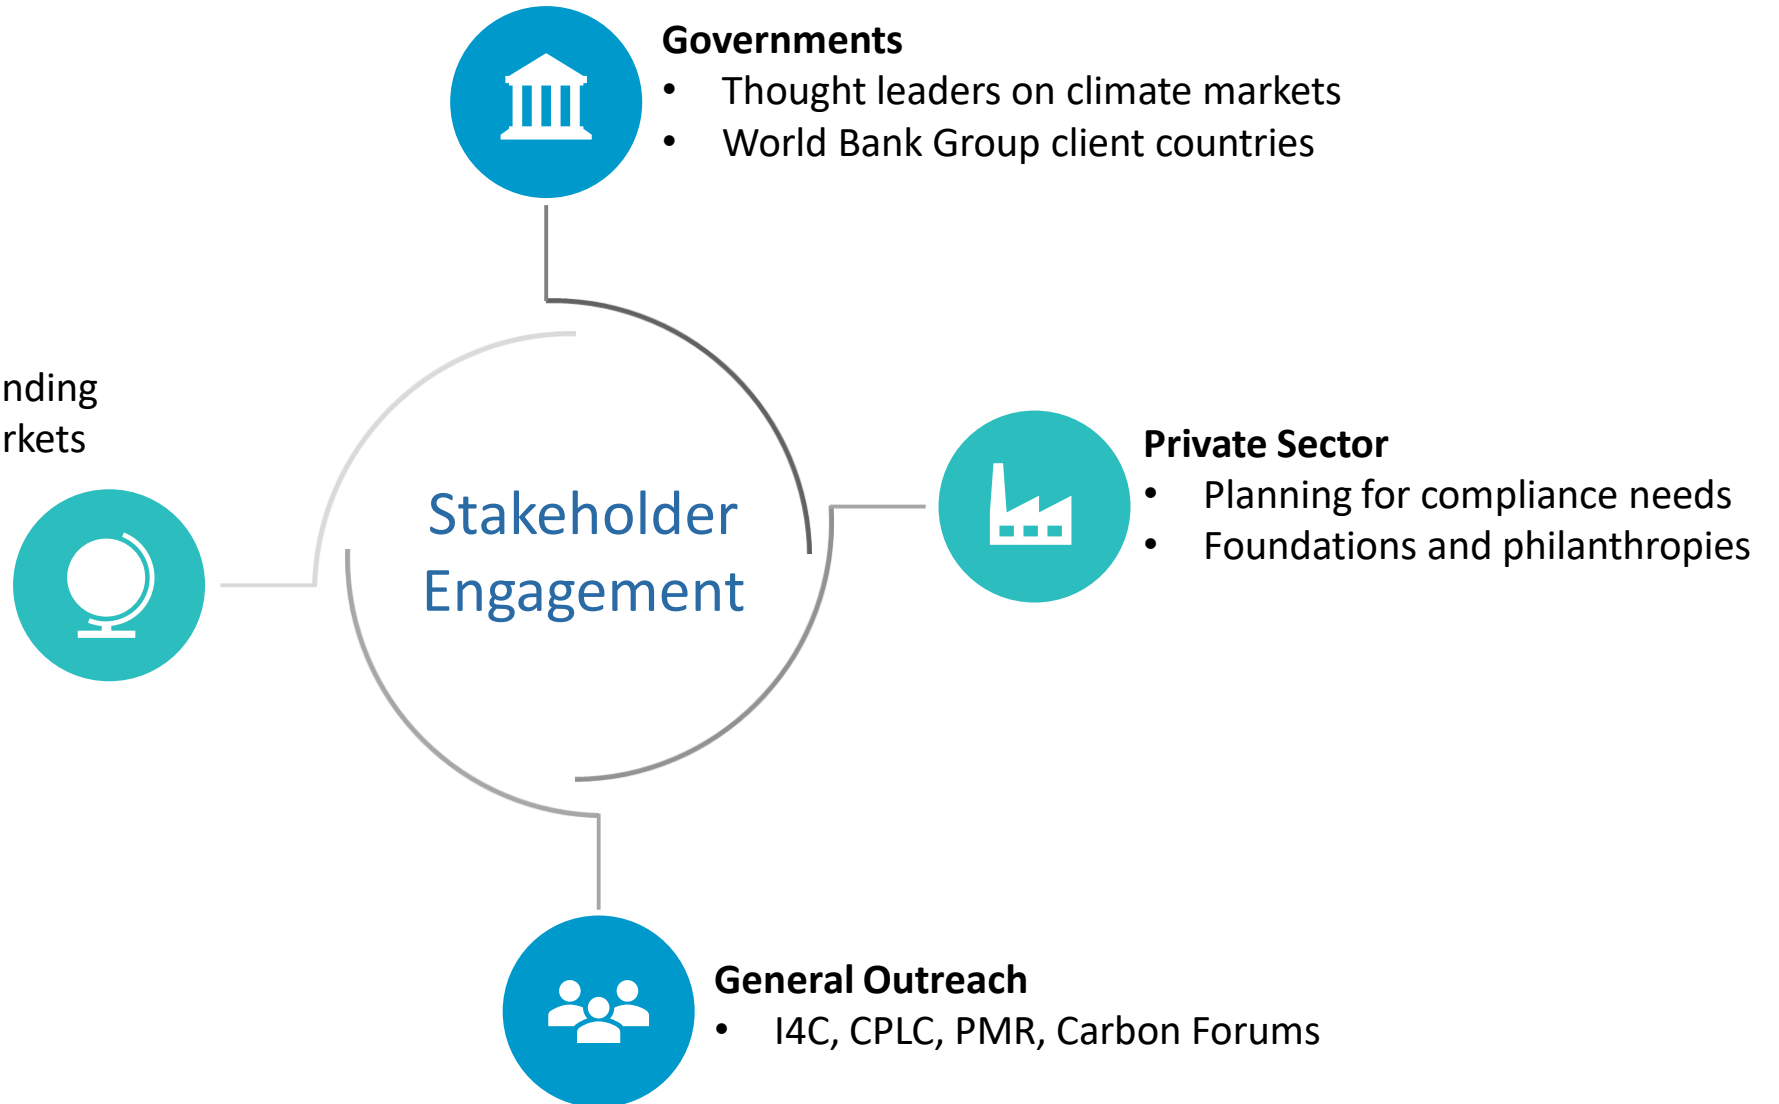 Governments
• Thought leaders on climate markets
• World Bank Group client countries
nding
rkets
Stakeholder
Engagement
Private Sector
• Planning for compliance needs
• Foundations and philanthropies
General Outreach
• I4C, CPLC, PMR, Carbon Forums